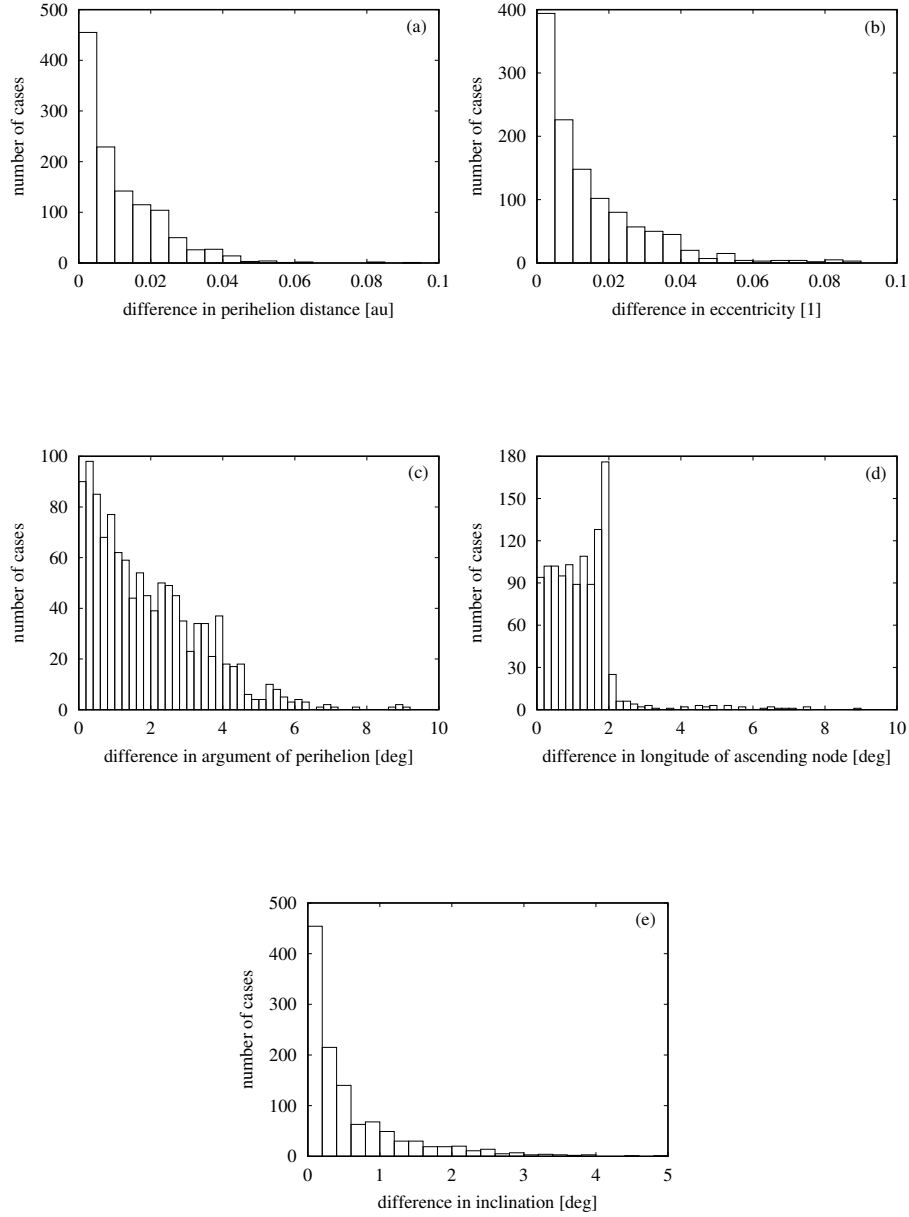 (a)
500
400
300
200
100
0
number of cases
0 0.02 0.04 0.06 0.08 0.1
difference in perihelion distance [au]
(b)
400
300
200
100
0
number of cases
0 0.02 0.04 0.06 0.08 0.1
difference in eccentricity [1]
(c)
100
80
60
40
20
0
number of cases
0 2 4 6 8 10
difference in argument of perihelion [deg]
(d)
180
150
120
90
60
30
0
number of cases
0 2 4 6 8 10
difference in longitude of ascending node [deg]
(e)
500
400
300
200
100
0
number of cases
0 1 2 3 4 5
difference in inclination [deg]